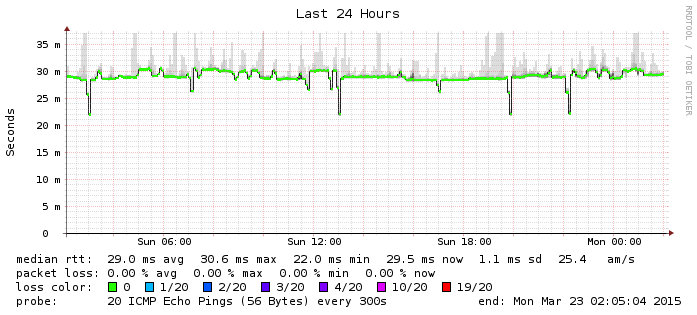 Last 24 Hours
RRDTOOL / TOBI OETIKER
Seconds
35 m
30 m
25 m
20 m
15 m
10 m
5 m
0
Sun 06:00 Sun 12:00 Sun 18:00 Mon 00:00
median rtt: 29.0 ms avg 30.6 ms max 22.0 ms min 29.5 ms now 1.1 ms sd 25.4 am/s
packet loss: 0.00 % avg 0.00 % max 0.00 % min 0.00 % now
loss color: 0 1/20 2/20 3/20 4/20 10/20 19/20
probe: 20 ICMP Echo Pings (56 Bytes) every 300s end: Mon Mar 23 02:05:04 2015